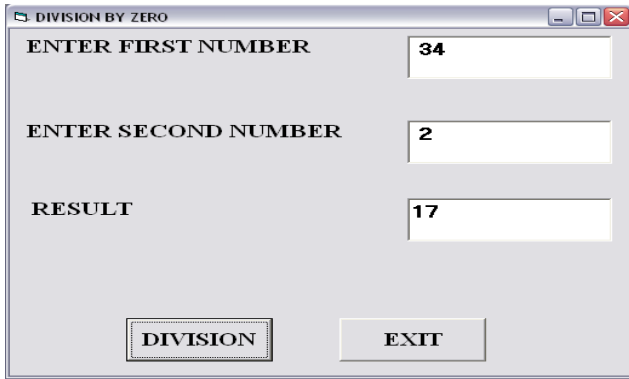 DIVISION BY ZERO
ENTER FIRST NUMBER 34
ENTER SECOND NUMBER 2
RESULT 17
DIVISION EXIT